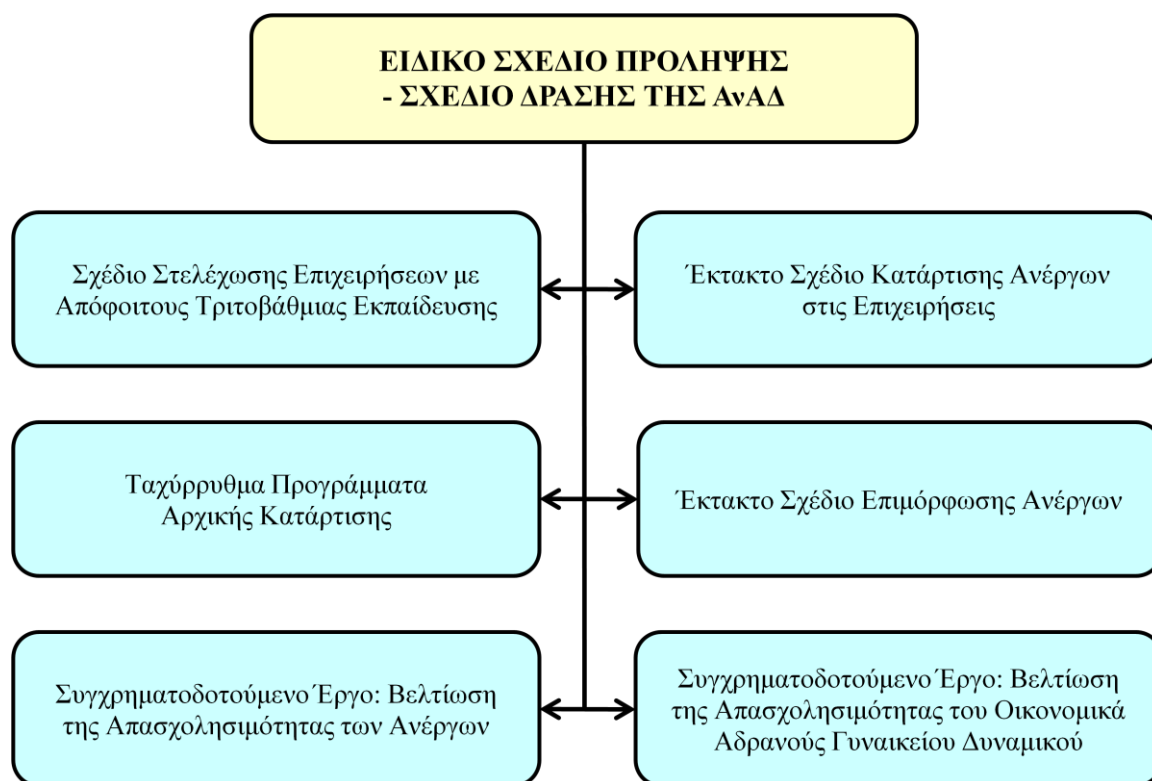 ΕΙΔΙΚΟ ΣΧΕΔΙΟ ΠΡΟΛΗΨΗΣ
- ΣΧΕΔΙΟ ΔΡΑΣΗΣ ΤΗΣ ΑνΑΔ
Σχέδιο Στελέχωσης Επιχειρήσεων με
Απόφοιτους Τριτοβάθμιας Εκπαίδευσης
Έκτακτο Σχέδιο Κατάρτισης Ανέργων
στις Επιχειρήσεις
Ταχύρρυθμα Προγράμματα
Αρχικής Κατάρτισης
Έκτακτο Σχέδιο Επιμόρφωσης Ανέργων
Συγχρηματοδοτούμενο Έργο: Βελτίωση
της Απασχολησιμότητας των Ανέργων
Συγχρηματοδοτούμενο Έργο: Βελτίωση
της Απασχολησιμότητας του Οικονομικά
Αδρανούς Γυναικείου Δυναμικού